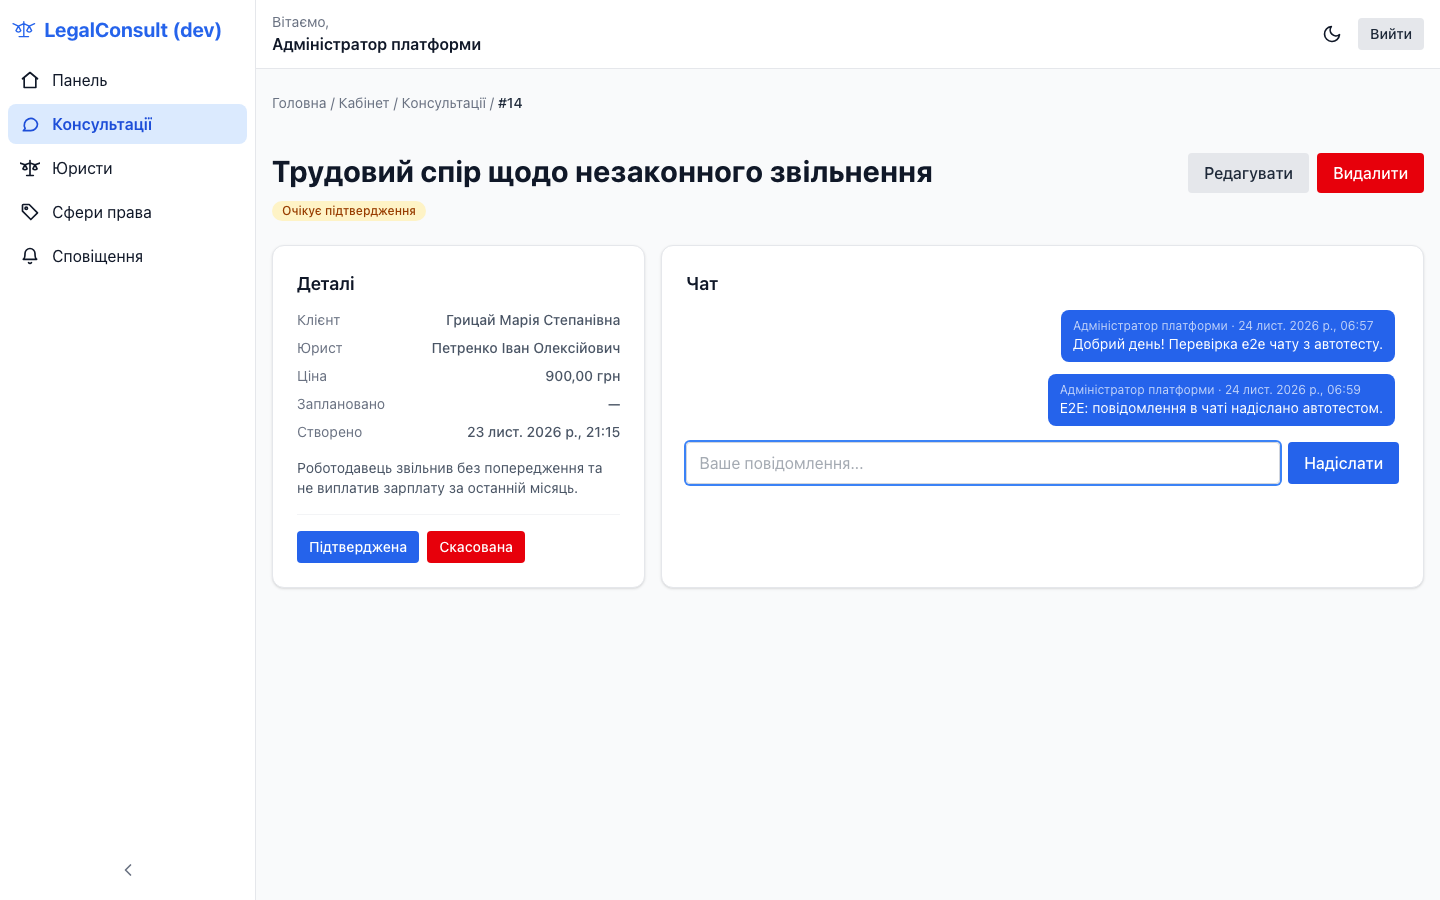 LegalConsult (dev)
Панель
Консультації
Юристи
Сфери права
Сповіщення
Вітаємо,
Адміністратор платформи
Вийти
Головна / Кабінет / Консультації / #14
Трудовий спір щодо незаконного звільнення
Очікує підтвердження
Редагувати
Видалити
Деталі
Клієнт Грицай Марія Степанівна
Юрист Петренко Іван Олексійович
Ціна 900,00 грн
Заплановано —
Створено 23 лист. 2026 р., 21:15
Роботодавець звільнив без попередження та
не виплатив зарплату за останній місяць.
Підтверджена
Скасована
Чат
Адміністратор платформи · 24 лист. 2026 р., 06:57
Добрий день! Перевірка e2e чату з автотесту.
Адміністратор платформи · 24 лист. 2026 р., 06:59
E2E: повідомлення в чаті надіслано автотестом.
Ваше повідомлення...
Надіслати